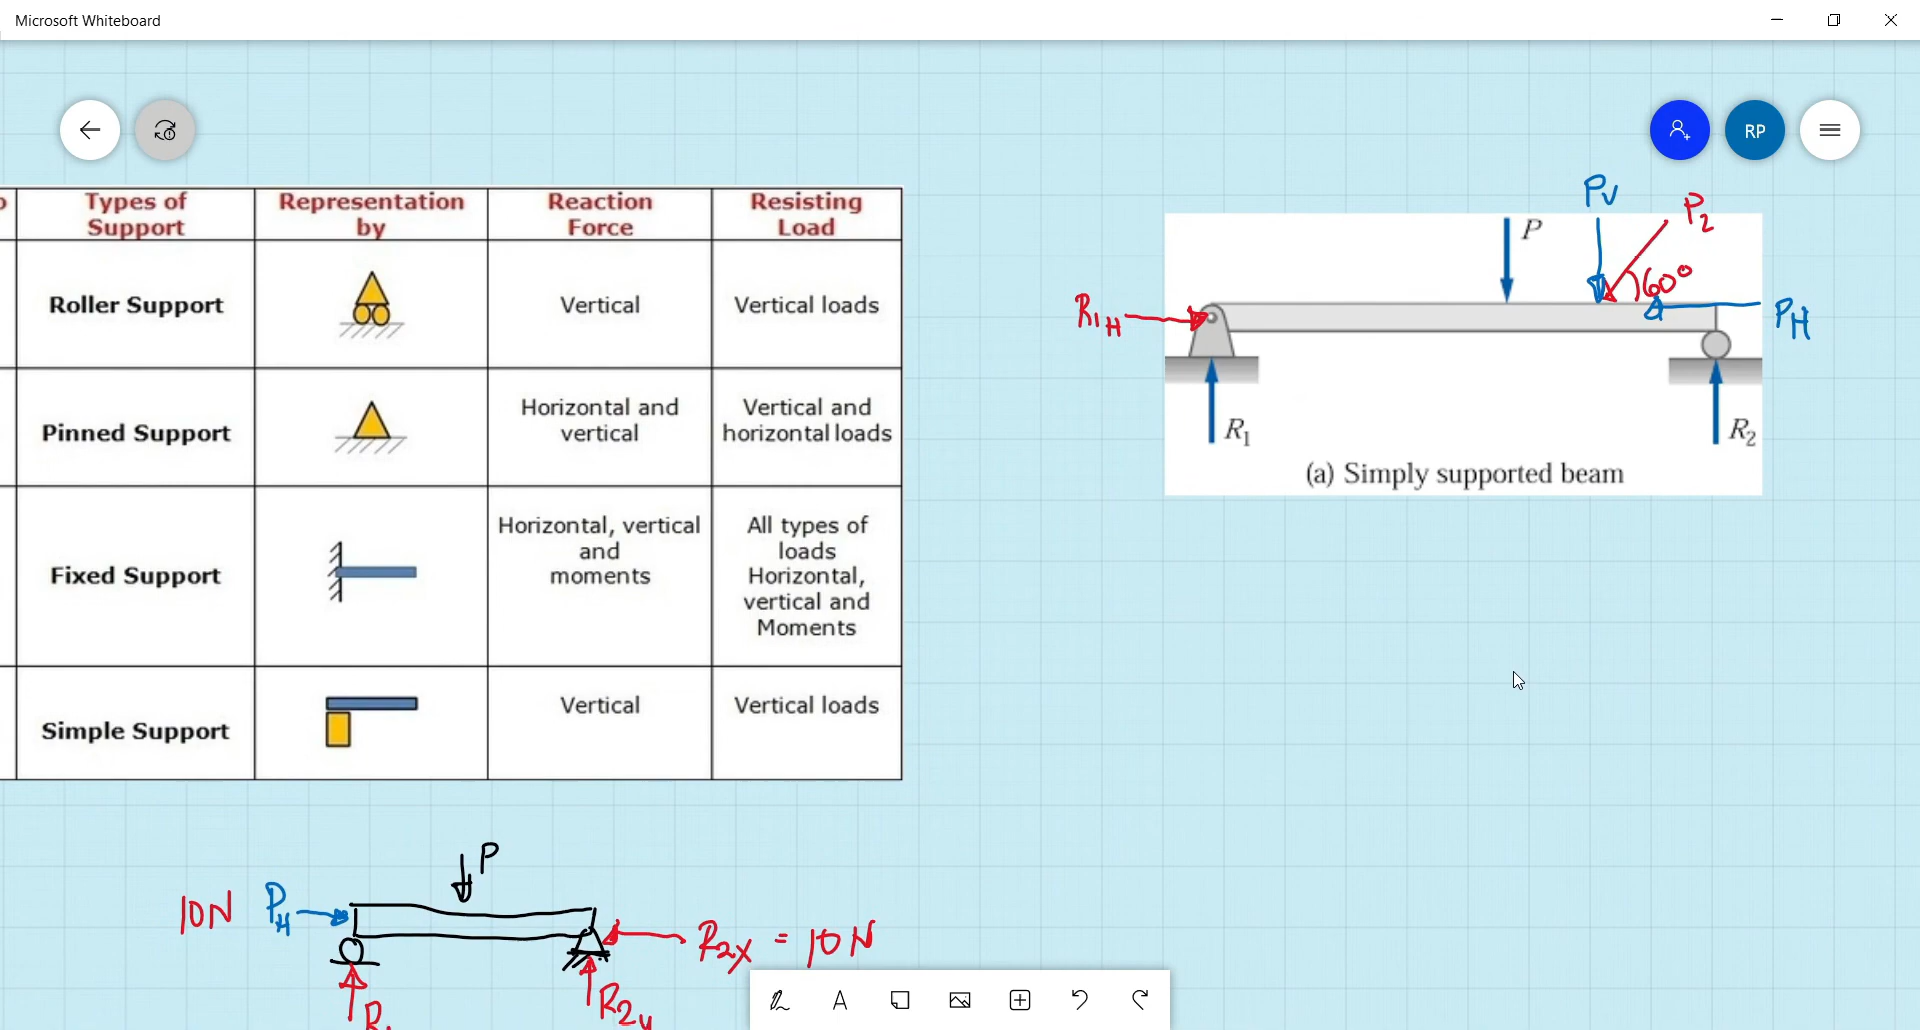 Microsoft Whiteboard
RP
Types of Support
Representation by
Reaction Force
Resisting Load
Roller Support
Vertical
Vertical loads
Pinned Support
Horizontal and vertical
Vertical and horizontal loads
Fixed Support
Horizontal, vertical and moments
All types of loads Horizontal, vertical and Moments
Simple Support
Vertical
Vertical loads
PV
P2
P
60°
R1H
PH
R1
R2
(a) Simply supported beam
P
10N PH
R2x = 10N
R2y